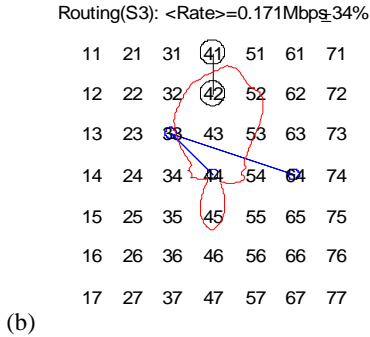 Routing(S3): <Rate>=0.171Mbps±34%
11 21 31 41 51 61 71
12 22 32 42 52 62 72
13 23 33 43 53 63 73
14 24 34 44 54 64 74
15 25 35 45 55 65 75
16 26 36 46 56 66 76
17 27 37 47 57 67 77
(b)